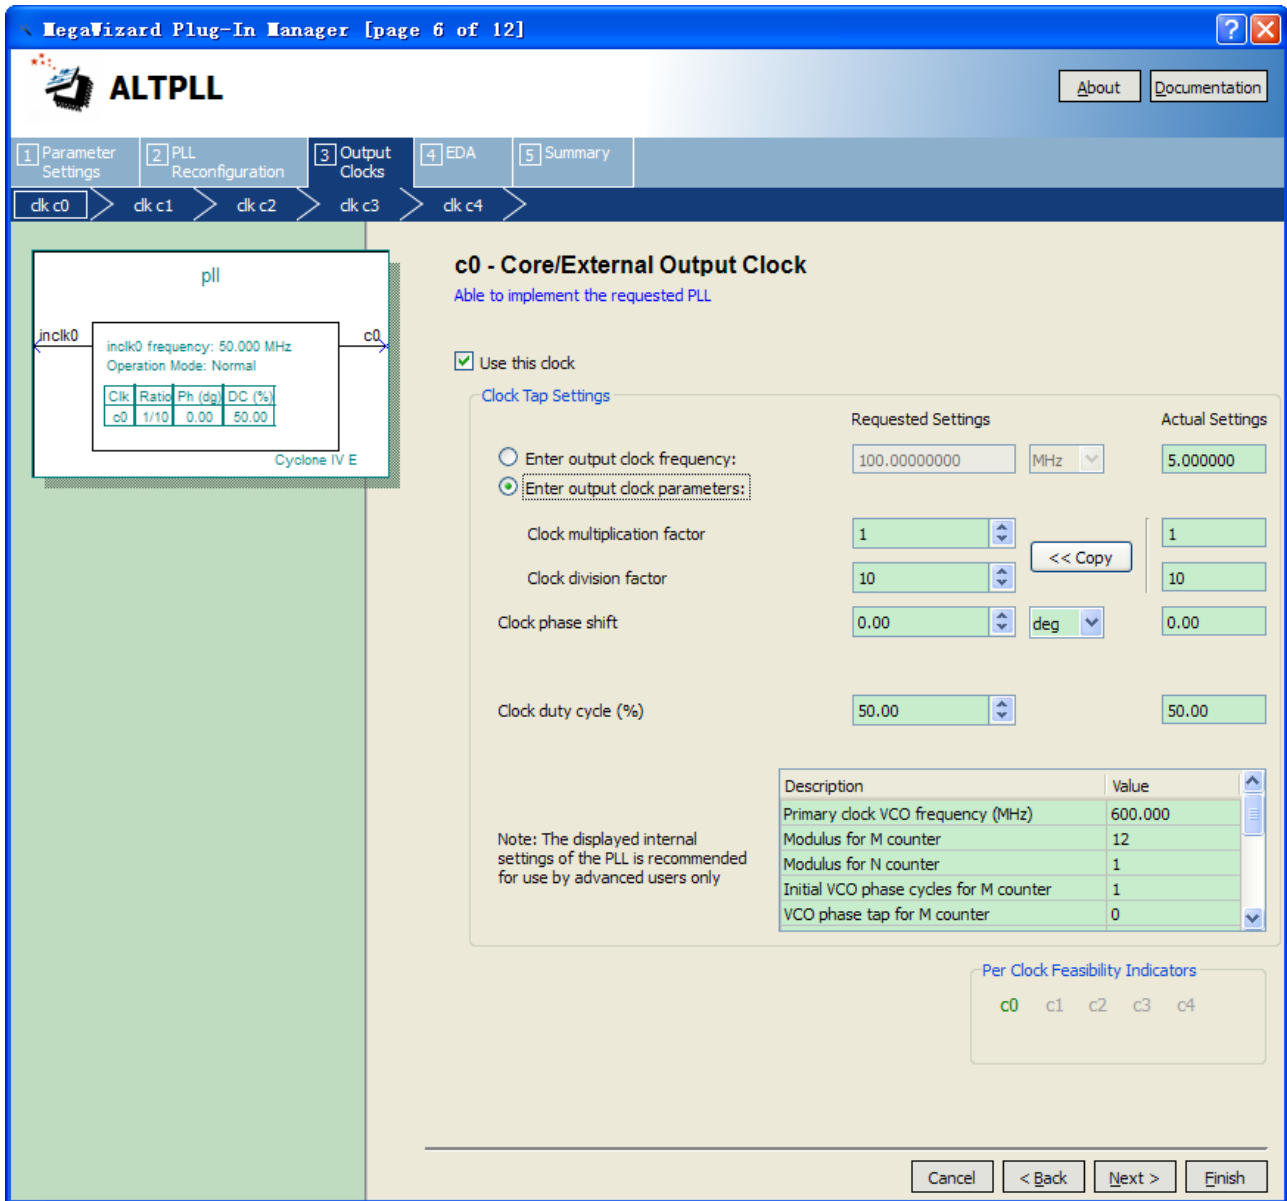 MegaWizard Plug-In Manager [page 6 of 12]
ALTPLL
About
Documentation
1 Parameter Settings
2 PLL Reconfiguration
3 Output Clocks
4 EDA
5 Summary
clk c0
clk c1
clk c2
clk c3
clk c4
pll
inclk0
c0
inclk0 frequency: 50.000 MHz
Operation Mode: Normal
Clk Ratio Ph (dg) DC (%)
c0 1/10 0.00 50.00
Cyclone IV E
c0 - Core/External Output Clock
Able to implement the requested PLL
Use this clock
Clock Tap Settings
Requested Settings
Actual Settings
Enter output clock frequency: 100.00000000 MHz 5.000000
Enter output clock parameters:
Clock multiplication factor 1 1
<< Copy
Clock division factor 10 10
Clock phase shift 0.00 deg 0.00
Clock duty cycle (%) 50.00 50.00
Note: The displayed internal
settings of the PLL is recommended
for use by advanced users only
Description Value
Primary clock VCO frequency (MHz) 600.000
Modulus for M counter 12
Modulus for N counter 1
Initial VCO phase cycles for M counter 1
VCO phase tap for M counter 0
Per Clock Feasibility Indicators
c0 c1 c2 c3 c4
Cancel
< Back
Next >
Finish